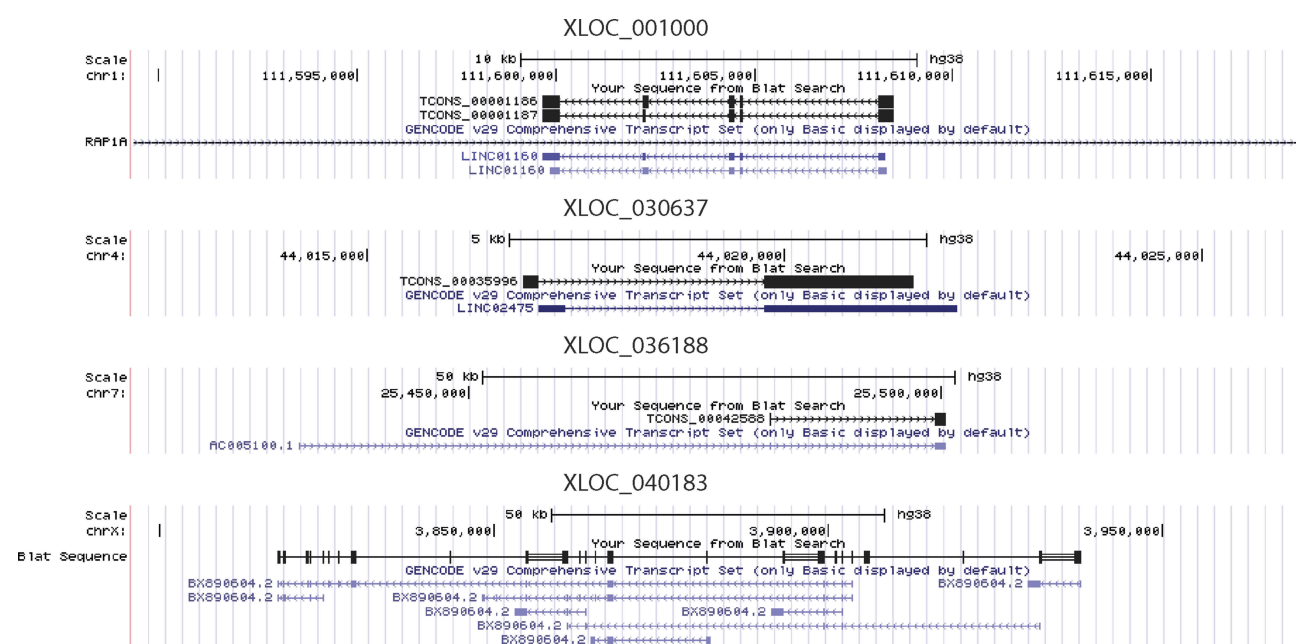 XLOC_001000
Scale 10 kb hg38
chr1: 111,595,000 111,600,000 111,605,000 111,610,000 111,615,000
Your Sequence from Blat Search
TCONS_00001186
TCONS_00001187
GENCODE v29 Comprehensive Transcript Set (only Basic displayed by default)
RAP1A
LINC01160
LINC01160
XLOC_030637
Scale 5 kb hg38
chr4: 44,015,000 44,020,000 44,025,000
Your Sequence from Blat Search
TCONS_00035996
GENCODE v29 Comprehensive Transcript Set (only Basic displayed by default)
LINC02475
XLOC_036188
Scale 50 kb hg38
chr7: 25,450,000 25,500,000
Your Sequence from Blat Search
TCONS_00042588
GENCODE v29 Comprehensive Transcript Set (only Basic displayed by default)
AC005100.1
XLOC_040183
Scale 50 kb hg38
chrX: 3,850,000 3,900,000 3,950,000
Your Sequence from Blat Search
Blat Sequence
GENCODE v29 Comprehensive Transcript Set (only Basic displayed by default)
BX890604.2 BX890604.2
BX890604.2 BX890604.2
BX890604.2 BX890604.2
BX890604.2
BX890604.2